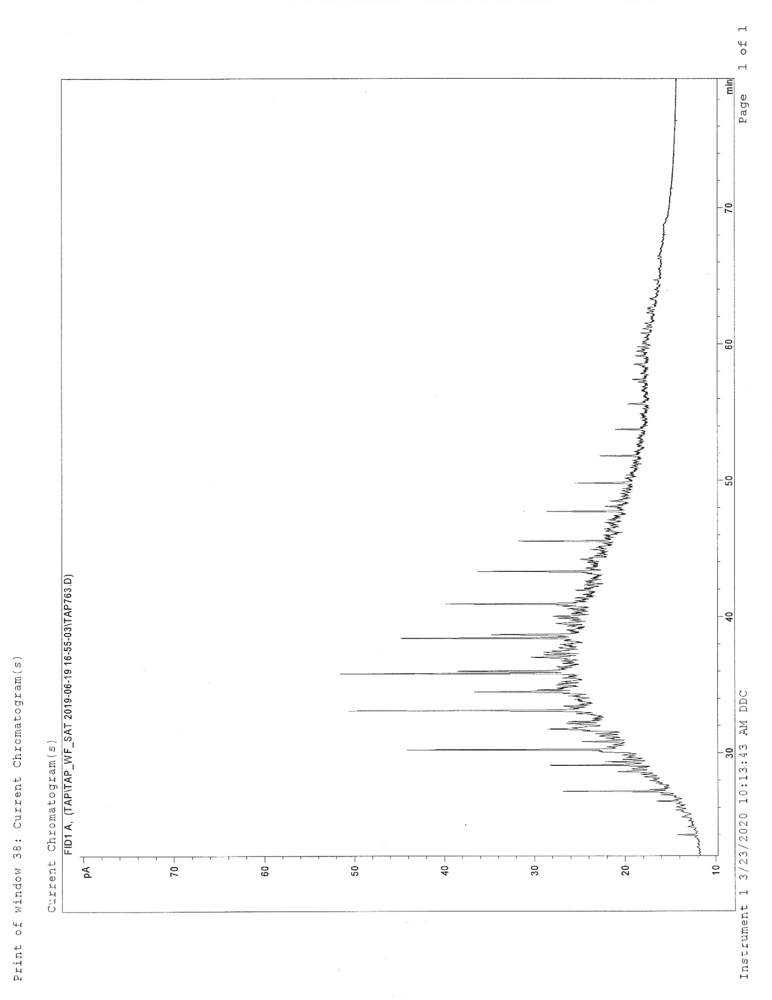 Print of window 38: Current Chromatogram(s)
Current Chromatogram(s)
FID1 A, (TAP\TAP_WF_SAT 2019-06-19 16-55-03\TAP763.D)
pA
70
60
50
40
30
20
10
30
40
50
60
70
min
Instrument 1 3/23/2020 10:13:43 AM DDC
Page 1 of 1